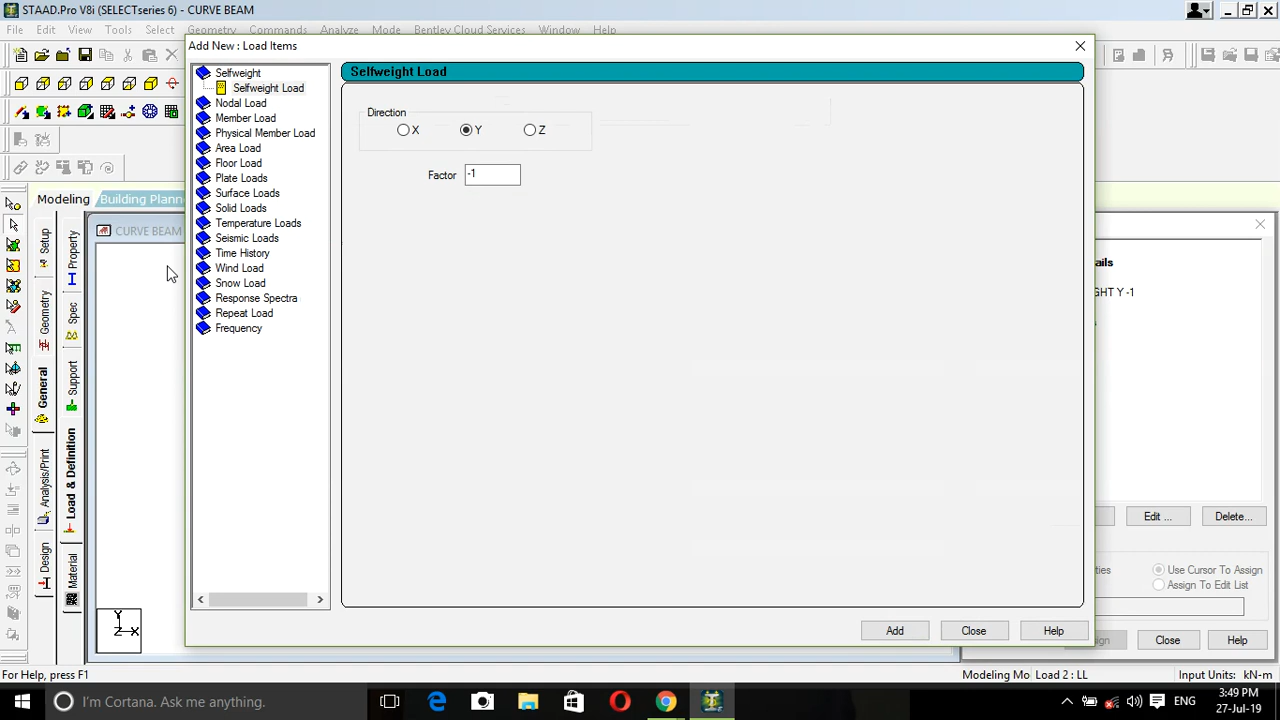 STAAD.Pro V8i (SELECTseries 6) - CURVE BEAM
File Edit View Tools Select Geometry Commands Analyze Mode Bentley Cloud Services Window Help
Add New : Load Items
Selfweight
Selfweight Load
Nodal Load
Member Load
Physical Member Load
Area Load
Floor Load
Plate Loads
Surface Loads
Solid Loads
Temperature Loads
Seismic Loads
Time History
Wind Load
Snow Load
Response Spectra
Repeat Load
Frequency
Selfweight Load
Direction
X Y Z
Factor -1
Add Close Help
Modeling Building Plann
CURVE BEAM
Setup
Geometry
General
Analysis/Print
Design
Property
Spec
Support
Load & Definition
Material
Y
Z X
ails
GHT Y -1
Edit ... Delete...
ties Use Cursor To Assign
Assign To Edit List
gn Close Help
For Help, press F1
Modeling Mo Load 2 : LL Input Units: kN-m
I'm Cortana. Ask me anything.
ENG
3:49 PM
27-Jul-19